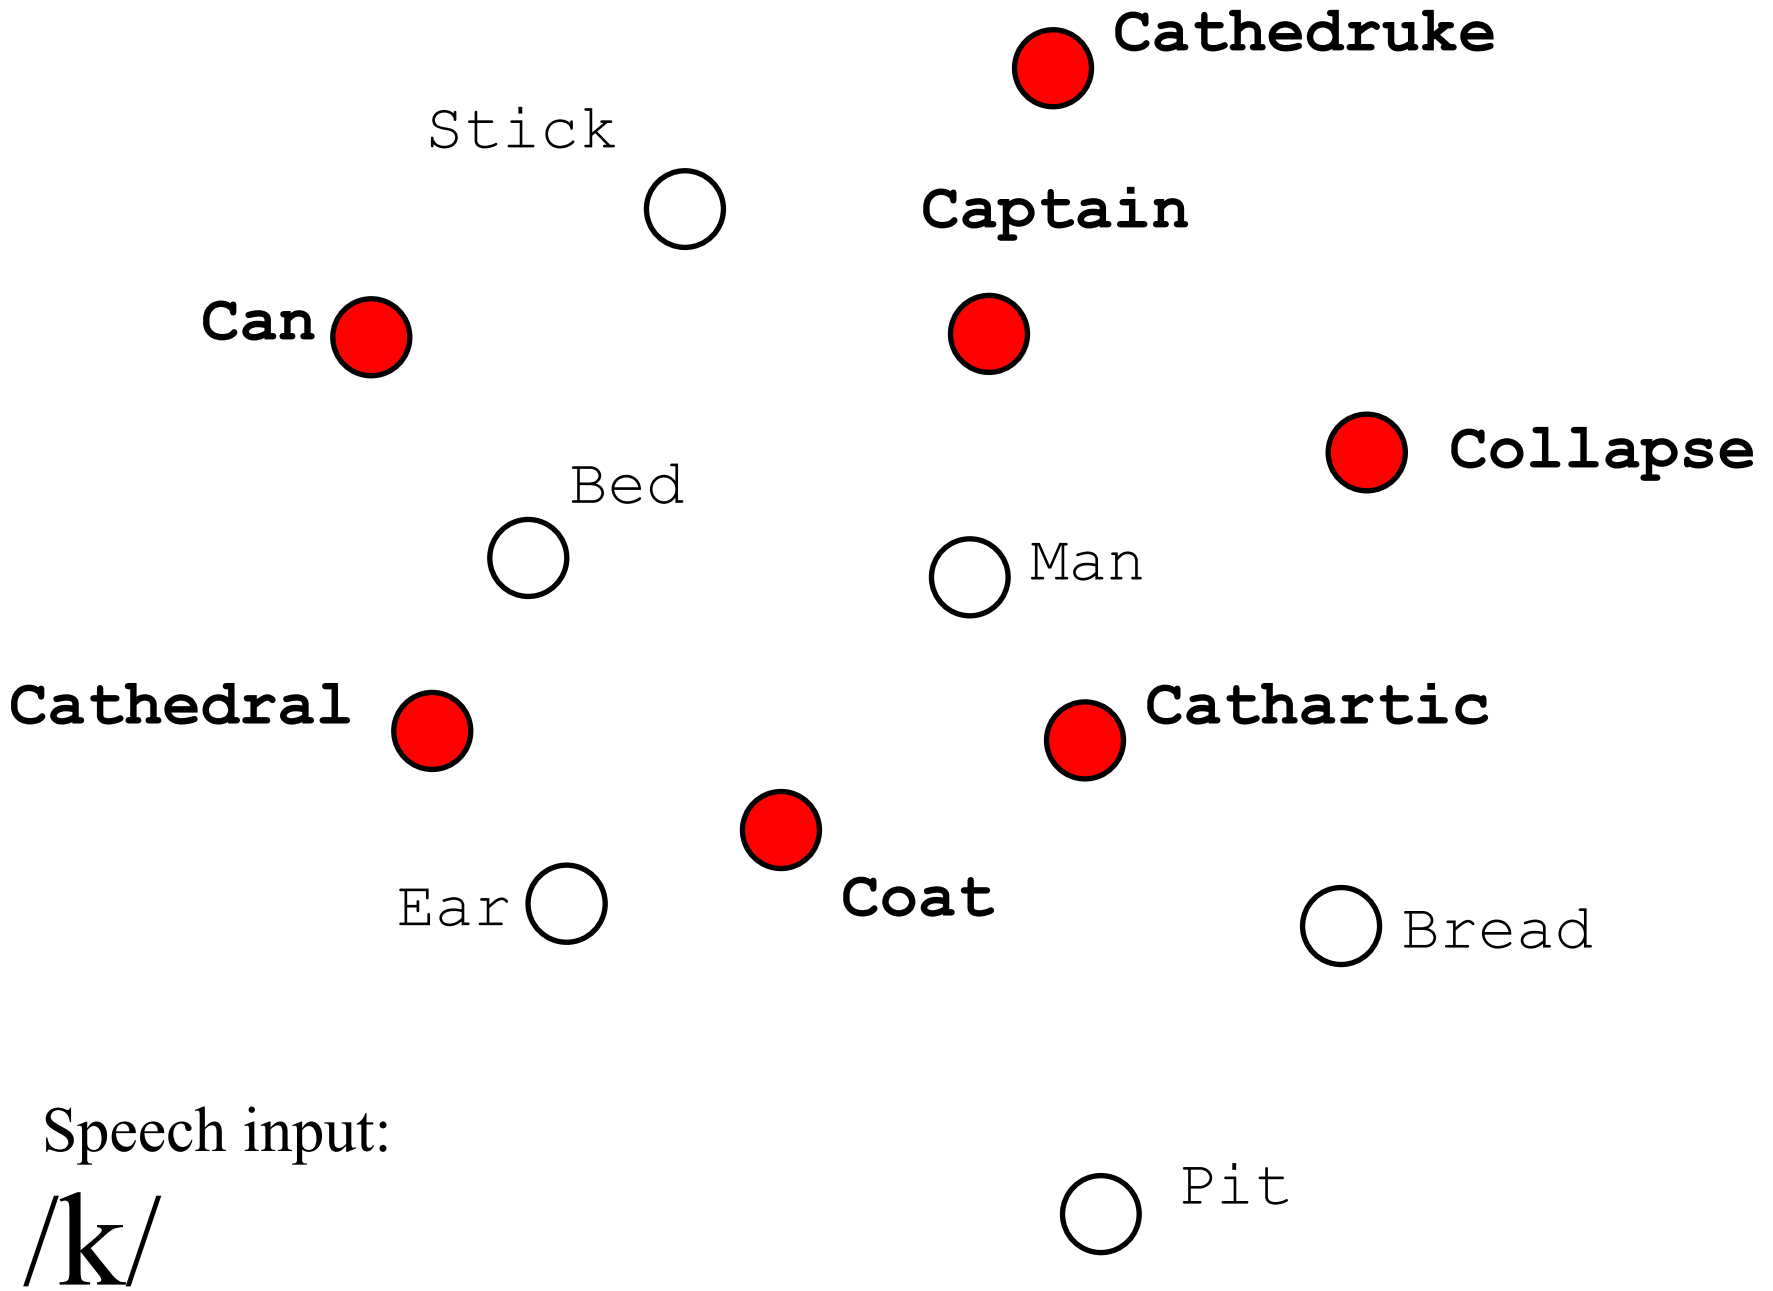 Cathedruke
Stick
Captain
Can
Collapse
Bed
Man
Cathedral
Cathartic
Coat
Ear
Bread
Speech input:
Pit
/k/